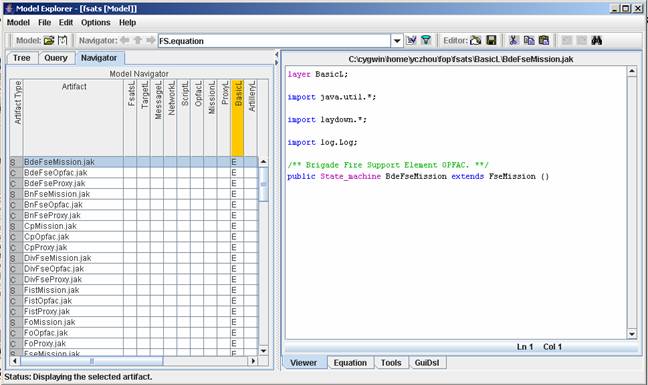 Model Explorer - [fsats [Model]]
Model File Edit Options Help
Model: Navigator: FS.equation Editor:
Tree Query Navigator
Model Navigator
Artifact Type Artifact FsatsL TargetL MessageL NetworkL ScriptL OpfacL MissionL ProxyL BasicL ArtilleryL
S BdeFseMission.jak E
C BdeFseOpfac.jak E
C BdeFseProxy.jak E
S BnFseMission.jak E
C BnFseOpfac.jak E
C BnFseProxy.jak E
S CpMission.jak E
C CpOpfac.jak E
C CpProxy.jak E
S DivFseMission.jak E
C DivFseOpfac.jak E
C DivFseProxy.jak E
S FistMission.jak E
C FistOpfac.jak E
C FistProxy.jak E
S FoMission.jak E
C FoOpfac.jak E
C FoProxy.jak E
S FseMission.jak E
C:\cygwin\home\yczhou\fop\fsats\BasicL\BdeFseMission.jak
layer BasicL;
import java.util.*;
import laydown.*;
import log.Log;
/** Brigade Fire Support Element OPFAC. **/
public State_machine BdeFseMission extends FseMission ()
Ln 1 Col 1
Viewer Equation Tools GuiDsl
Status: Displaying the selected artifact.